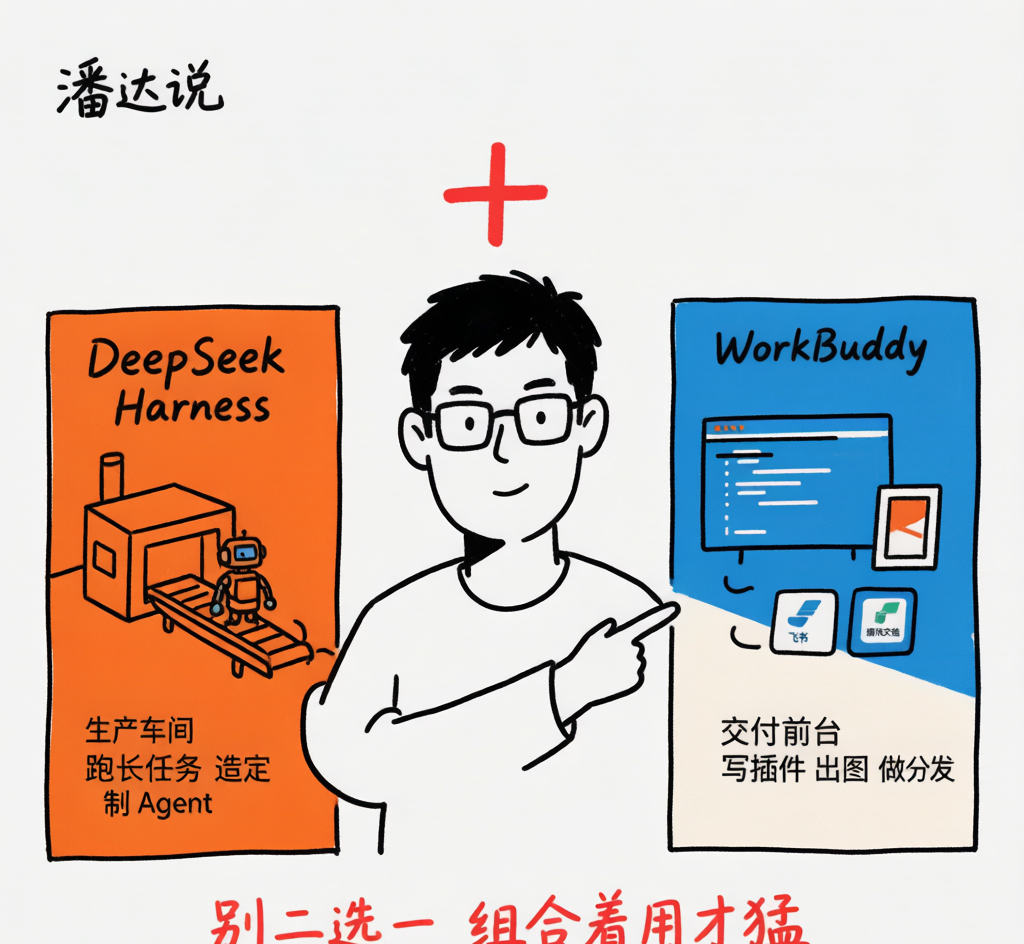 潘达说
DeepSeek
Harness
生产车间
跑长任务 造定
制 Agent
WorkBuddy
飞书
交付前台
写插件 出图 做分发
别二选一 组合着用才猛